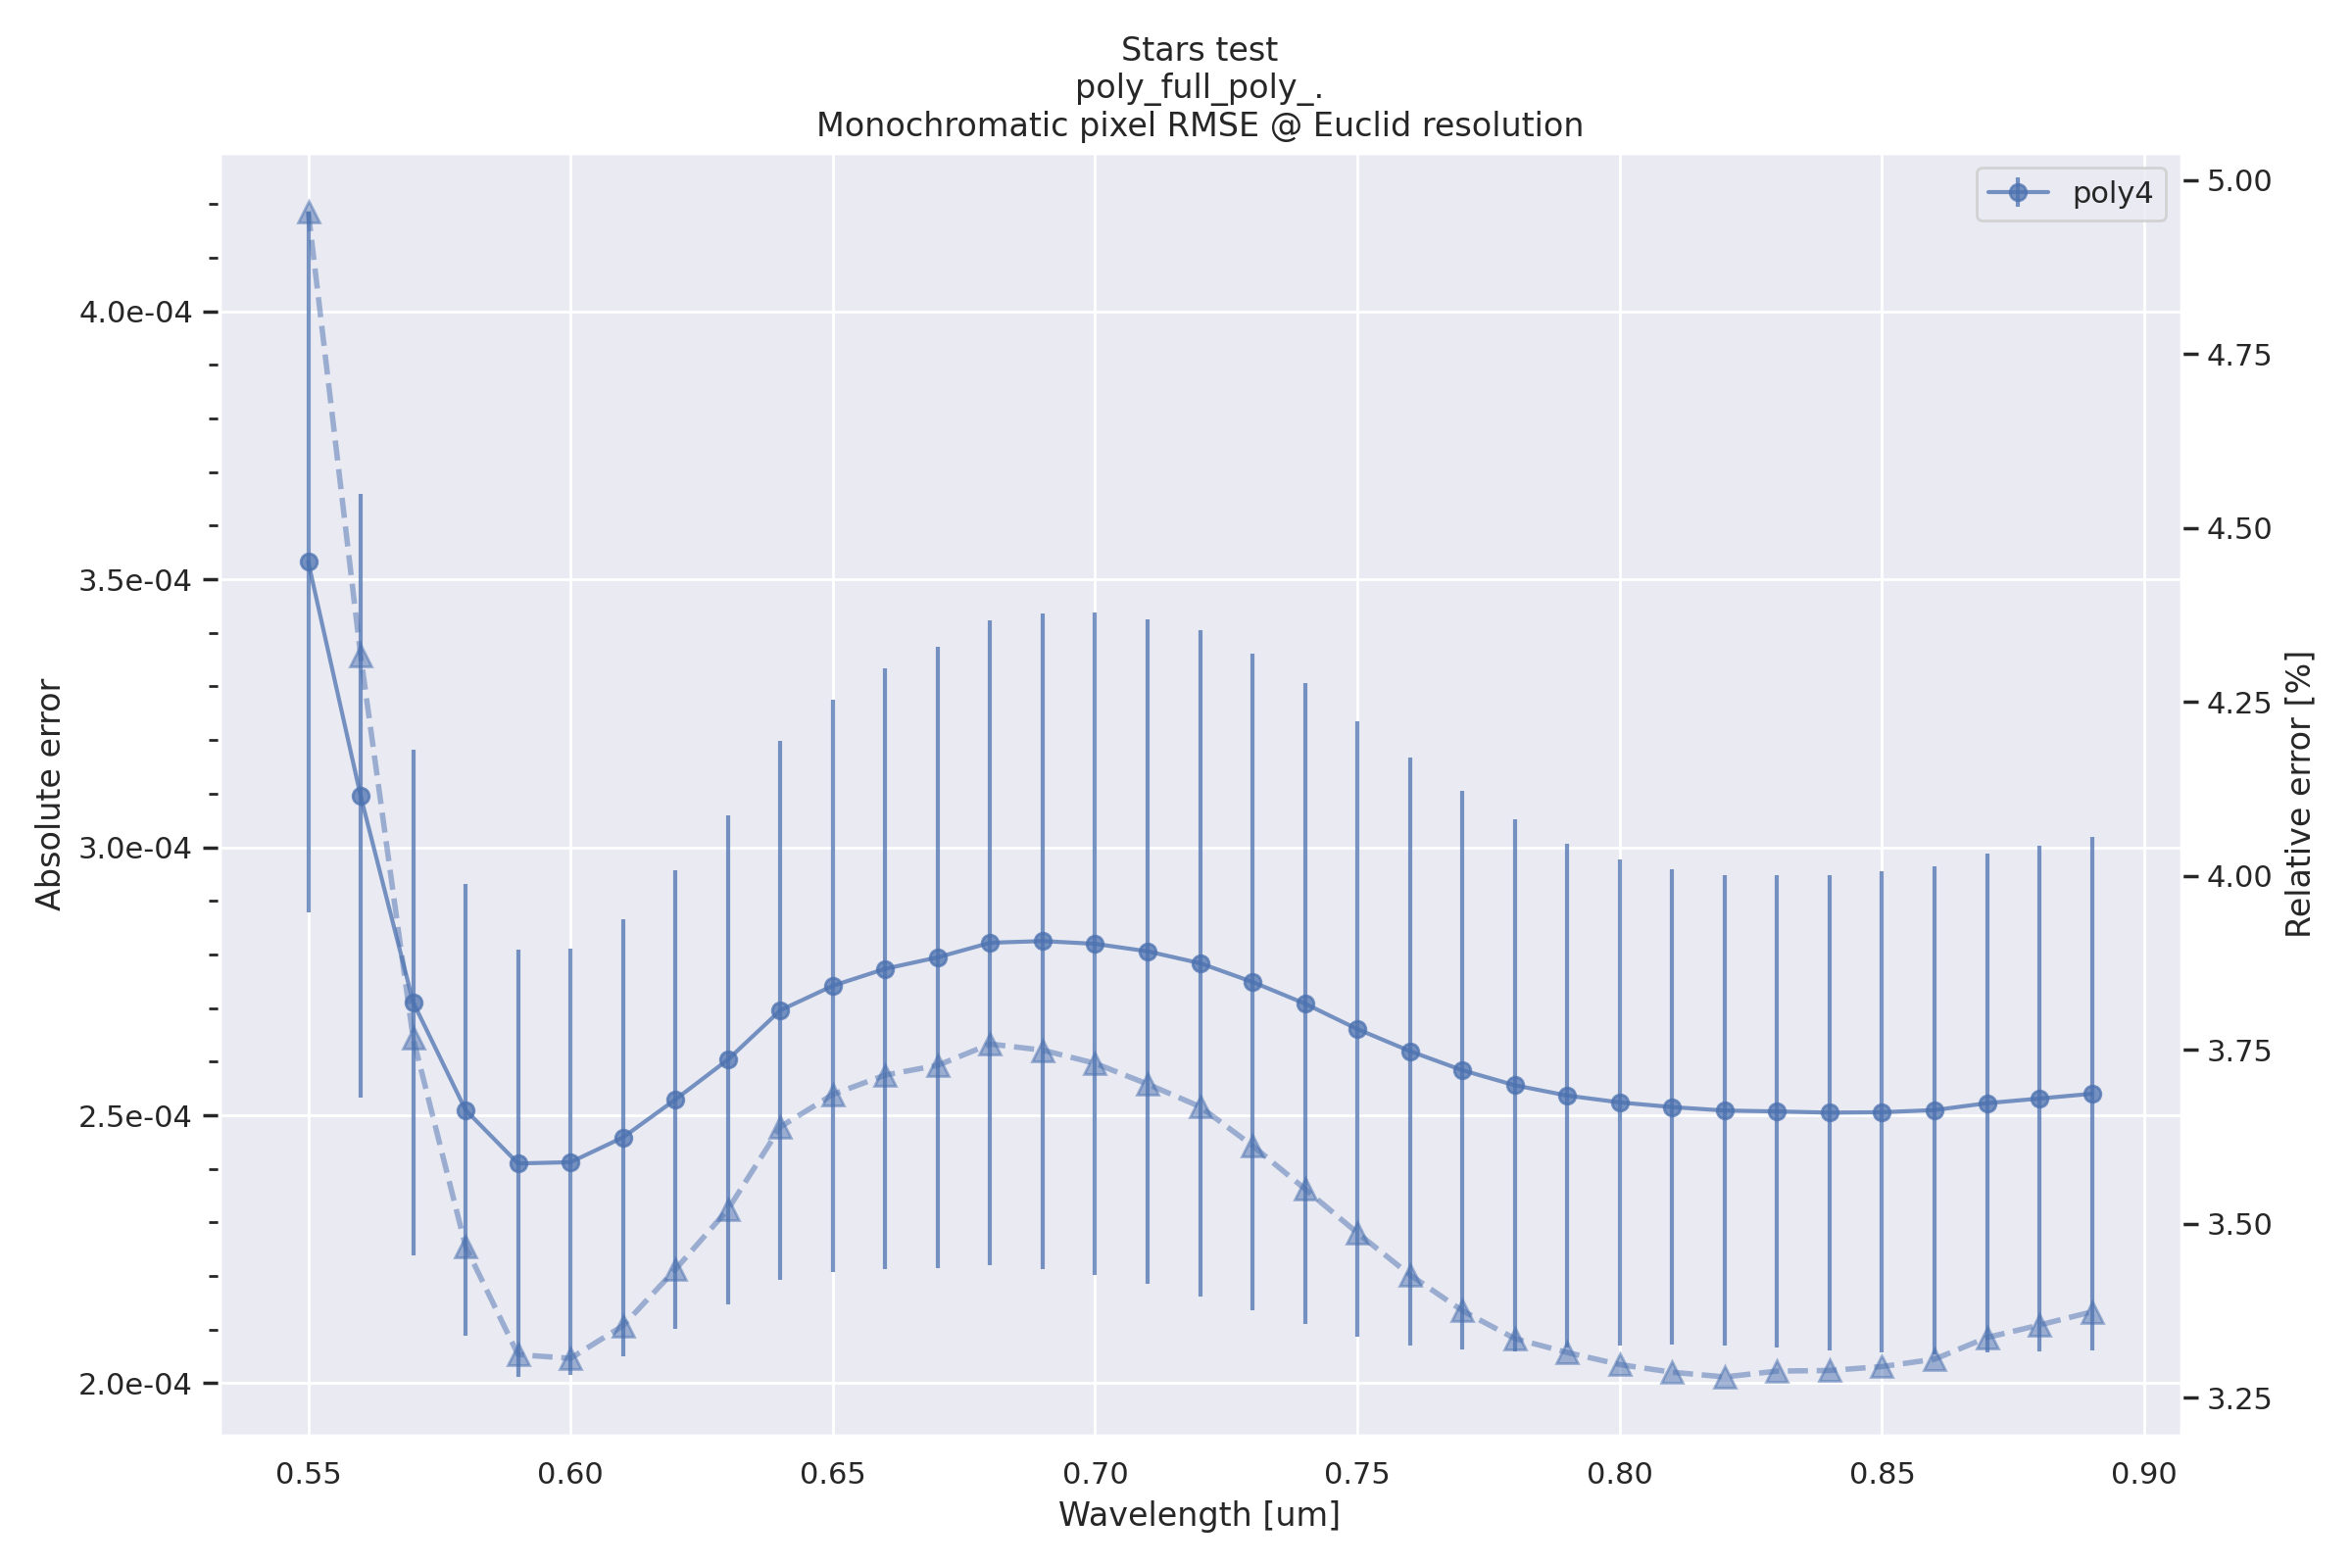 Stars test
poly_full_poly_.
Monochromatic pixel RMSE @ Euclid resolution
poly4
Absolute error
4.0e-04
3.5e-04
3.0e-04
2.5e-04
2.0e-04
5.00
4.75
4.50
4.25
4.00
3.75
3.50
3.25
Relative error [%]
0.55 0.60 0.65 0.70 0.75 0.80 0.85 0.90
Wavelength [um]